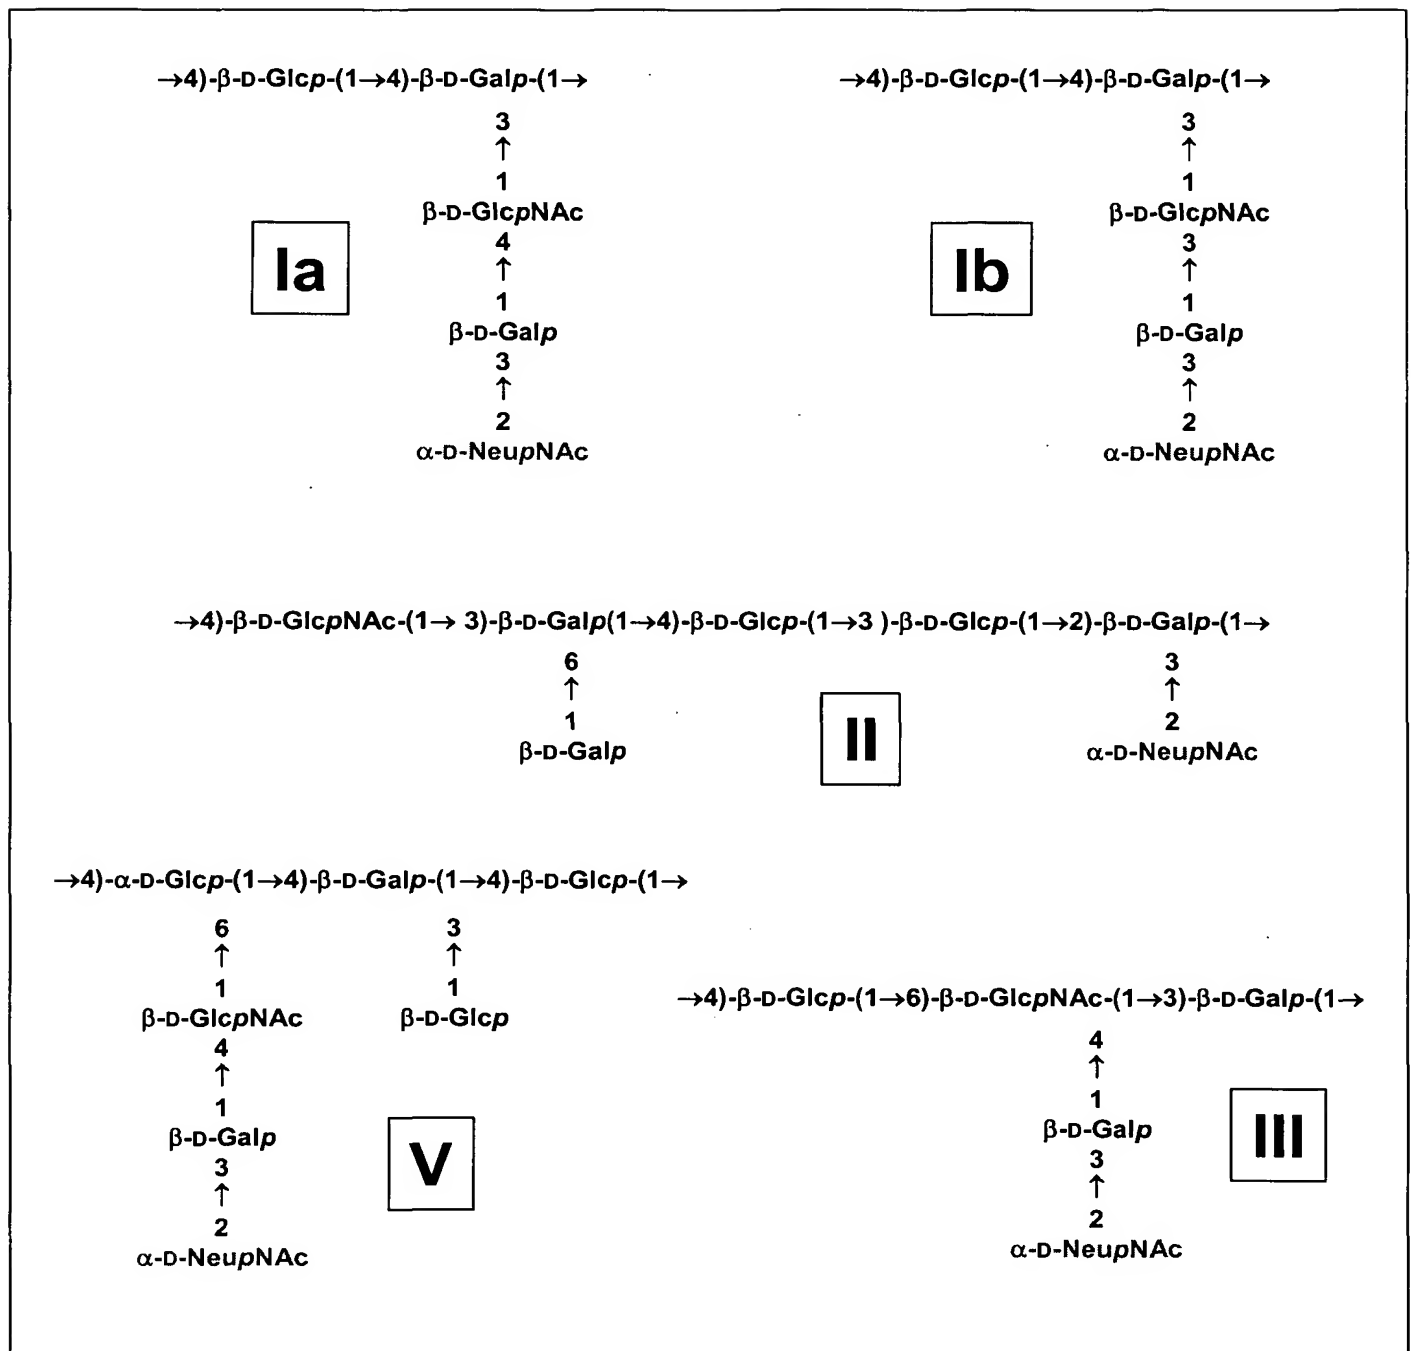 →4)-β-D-Glcp-(1→4)-β-D-Galp-(1→
3
↑
1
β-D-GlcpNAc
4
↑
1
β-D-Galp
3
↑
2
α-D-NeupNAc
Ia
→4)-β-D-Glcp-(1→4)-β-D-Galp-(1→
3
↑
1
β-D-GlcpNAc
3
↑
1
β-D-Galp
3
↑
2
α-D-NeupNAc
Ib
→4)-β-D-GlcpNAc-(1→ 3)-β-D-Galp(1→4)-β-D-Glcp-(1→3 )-β-D-Glcp-(1→2)-β-D-Galp-(1→
6
↑
1
β-D-Galp
3
↑
2
α-D-NeupNAc
II
→4)-α-D-Glcp-(1→4)-β-D-Galp-(1→4)-β-D-Glcp-(1→
6
↑
1
β-D-GlcpNAc
4
↑
1
β-D-Galp
3
↑
2
α-D-NeupNAc
3
↑
1
β-D-Glcp
V
→4)-β-D-Glcp-(1→6)-β-D-GlcpNAc-(1→3)-β-D-Galp-(1→
4
↑
1
β-D-Galp
3
↑
2
α-D-NeupNAc
III